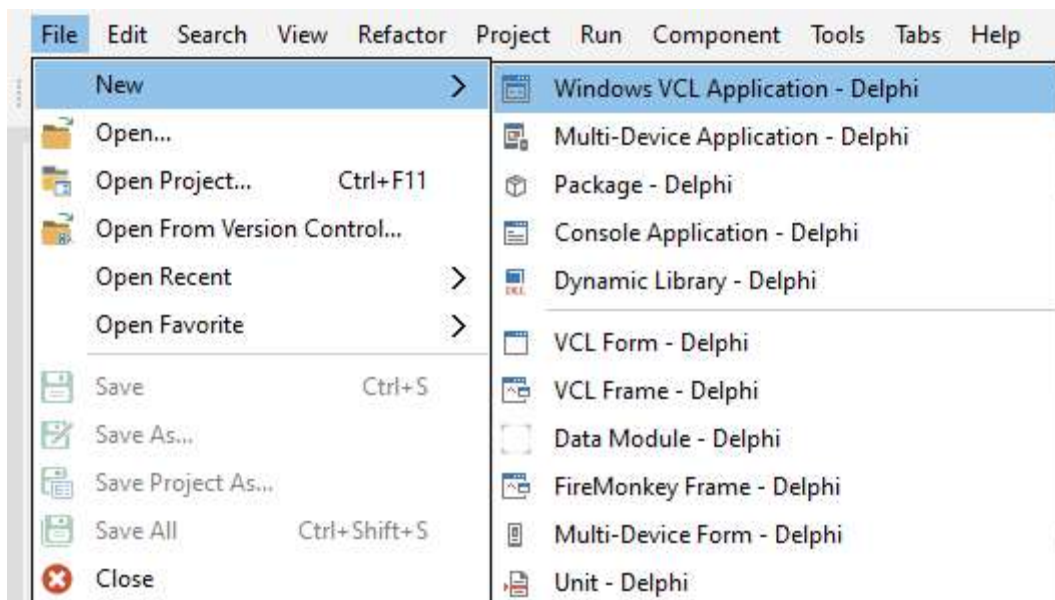 File Edit Search View Refactor Project Run Component Tools Tabs Help
New
Open...
Open Project... Ctrl+F11
Open From Version Control...
Open Recent
Open Favorite
Save Ctrl+S
Save As...
Save Project As...
Save All Ctrl+Shift+S
Close
Windows VCL Application - Delphi
Multi-Device Application - Delphi
Package - Delphi
Console Application - Delphi
Dynamic Library - Delphi
VCL Form - Delphi
VCL Frame - Delphi
Data Module - Delphi
FireMonkey Frame - Delphi
Multi-Device Form - Delphi
Unit - Delphi